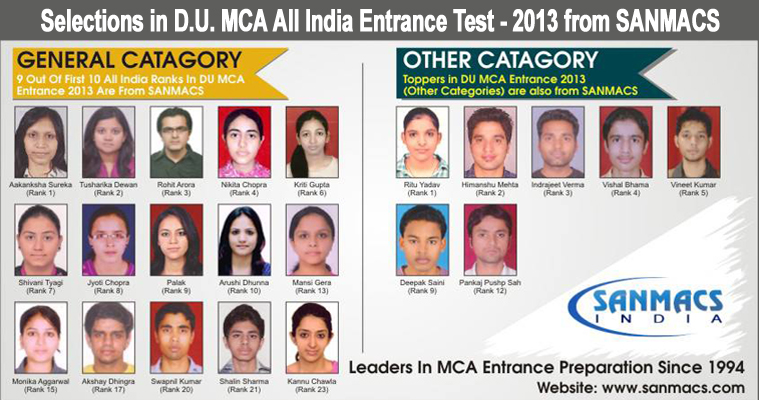 Selections in D.U. MCA All India Entrance Test - 2013 from SANMACS
GENERAL CATAGORY
9 Out Of First 10 All India Ranks In DU MCA
Entrance 2013 Are From SANMACS
Aakanksha Sureka
(Rank 1)
Tusharika Dewan
(Rank 2)
Rohit Arora
(Rank 3)
Nikita Chopra
(Rank 4)
Kriti Gupta
(Rank 6)
Shivani Tyagi
(Rank 7)
Jyoti Chopra
(Rank 8)
Palak
(Rank 9)
Arushi Dhunna
(Rank 10)
Mansi Gera
(Rank 13)
Monika Aggarwal
(Rank 15)
Akshay Dhingra
(Rank 17)
Swapnil Kumar
(Rank 20)
Shalin Sharma
(Rank 21)
Kannu Chawla
(Rank 23)
OTHER CATAGORY
Toppers in DU MCA Entrance 2013
(Other Categories) are also from SANMACS
Ritu Yadav
(Rank 1)
Himanshu Mehta
(Rank 2)
Indrajeet Verma
(Rank 3)
Vishal Bhama
(Rank 4)
Vineet Kumar
(Rank 5)
Deepak Saini
(Rank 9)
Pankaj Pushp Sah
(Rank 12)
SANMACS
INDIA
Leaders In MCA Entrance Preparation Since 1994
Website: www.sanmacs.com